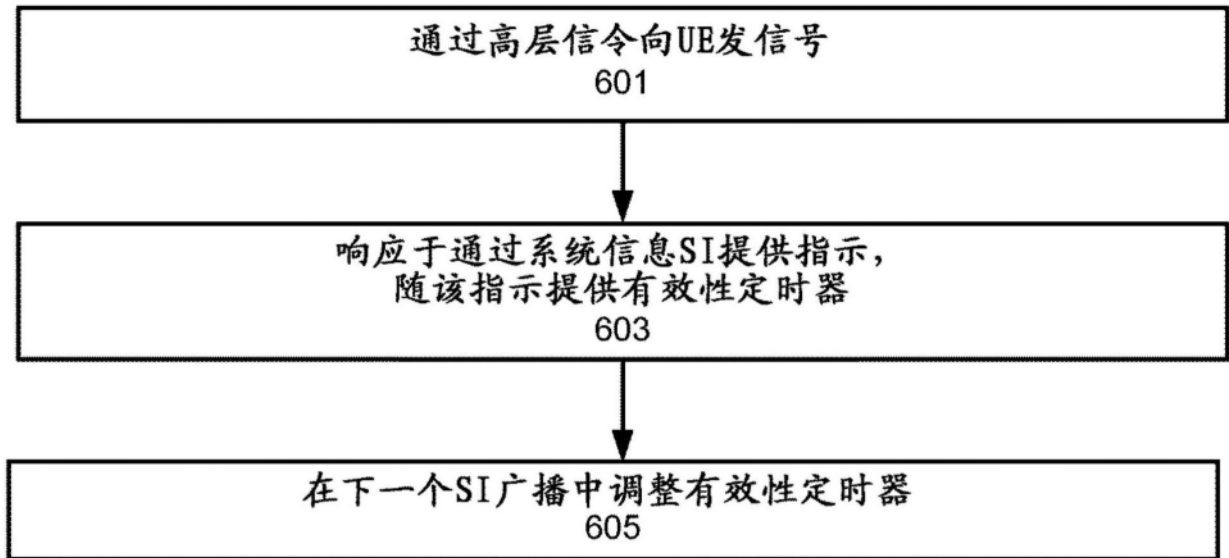 通过高层信令向UE发信号
601
响应于通过系统信息SI提供指示，
随该指示提供有效性定时器
603
在下一个SI广播中调整有效性定时器
605